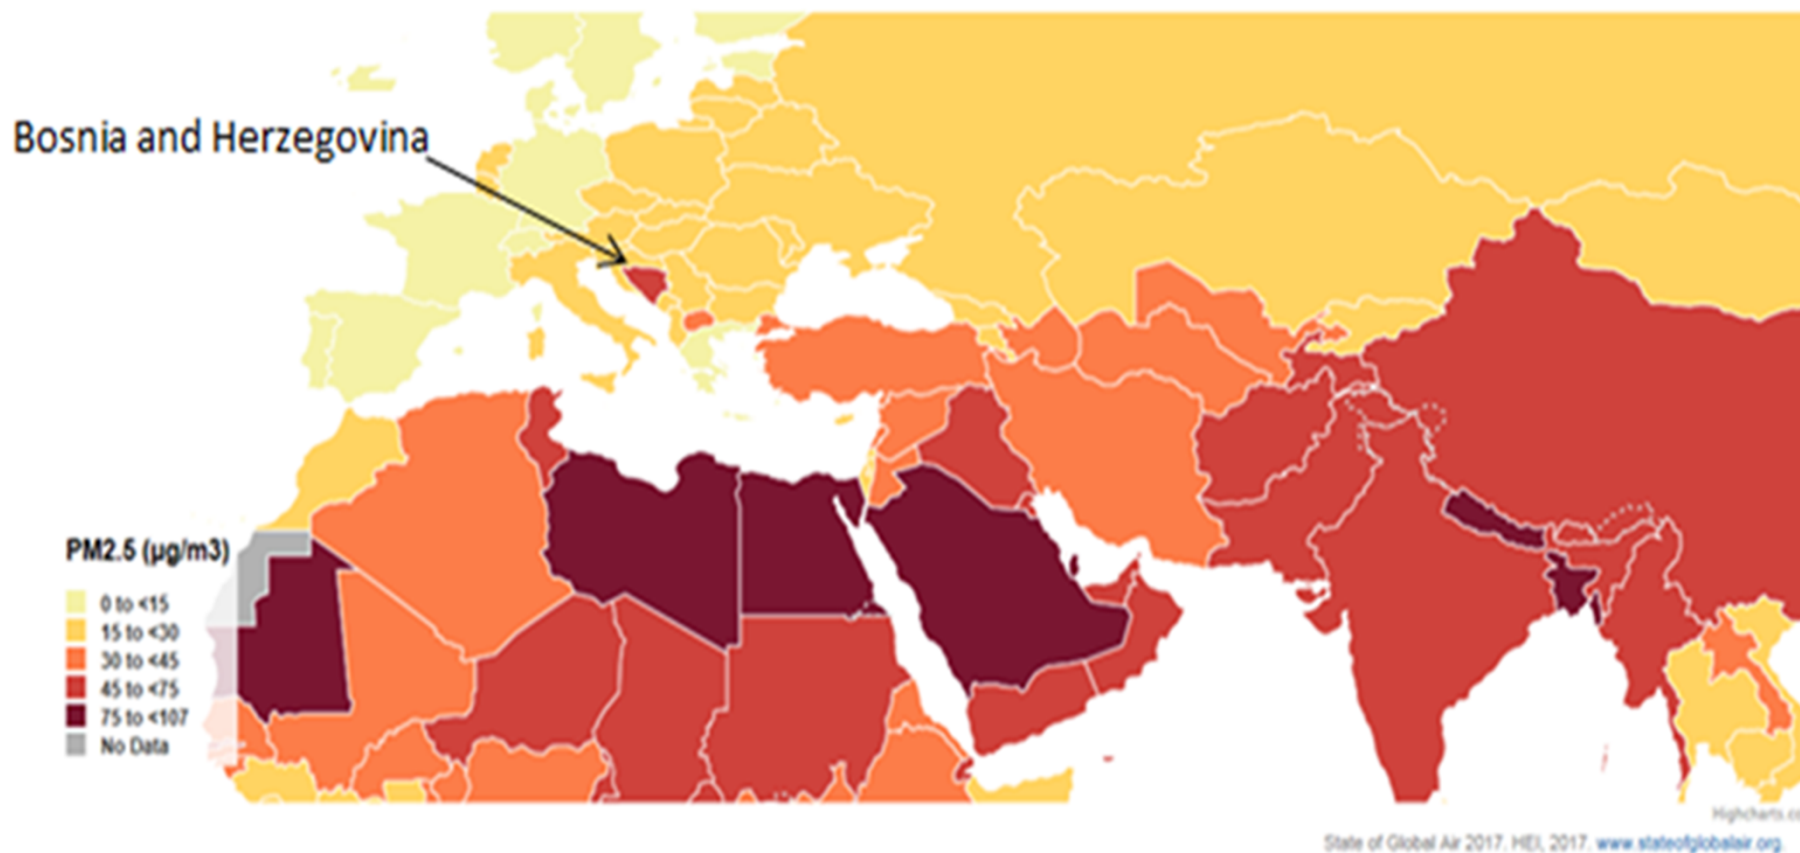 Bosnia and Herzegovina
PM2.5 (µg/m3)
0 to <15
15 to <30
30 to <45
45 to <75
75 to <107
No Data
Highcharts.co
State of Global Air 2017. HEI, 2017. www.stateofglobalair.org.